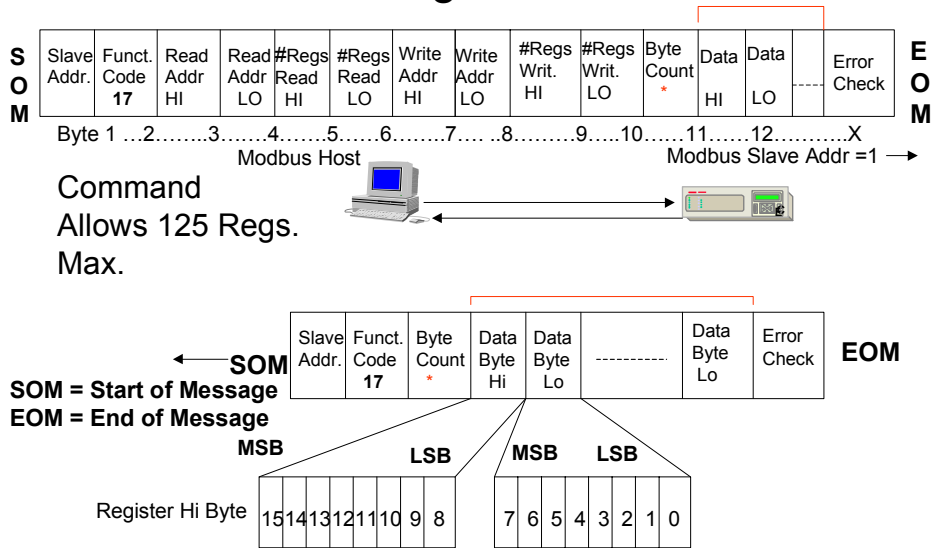 SOM
Slave Addr.
Funct. Code 17
Read Addr HI
Read Addr LO
#Regs Read HI
#Regs Read LO
Write Addr HI
Write Addr LO
#Regs Writ. HI
#Regs Writ. LO
Byte Count *
Data HI
Data LO
------
Error Check
EOM
Byte 1 ...2.......3......4......5......6........7.... ..8.........9....10......11......12..........X
Modbus Host
Modbus Slave Addr =1
Command
Allows 125 Regs.
Max.
SOM
Slave Addr.
Funct. Code 17
Byte Count *
Data Byte Hi
Data Byte Lo
------------
Data Byte Lo
Error Check
EOM
SOM = Start of Message
EOM = End of Message
MSB LSB MSB LSB
Register Hi Byte 15 14 13 12 11 10 9 8 7 6 5 4 3 2 1 0